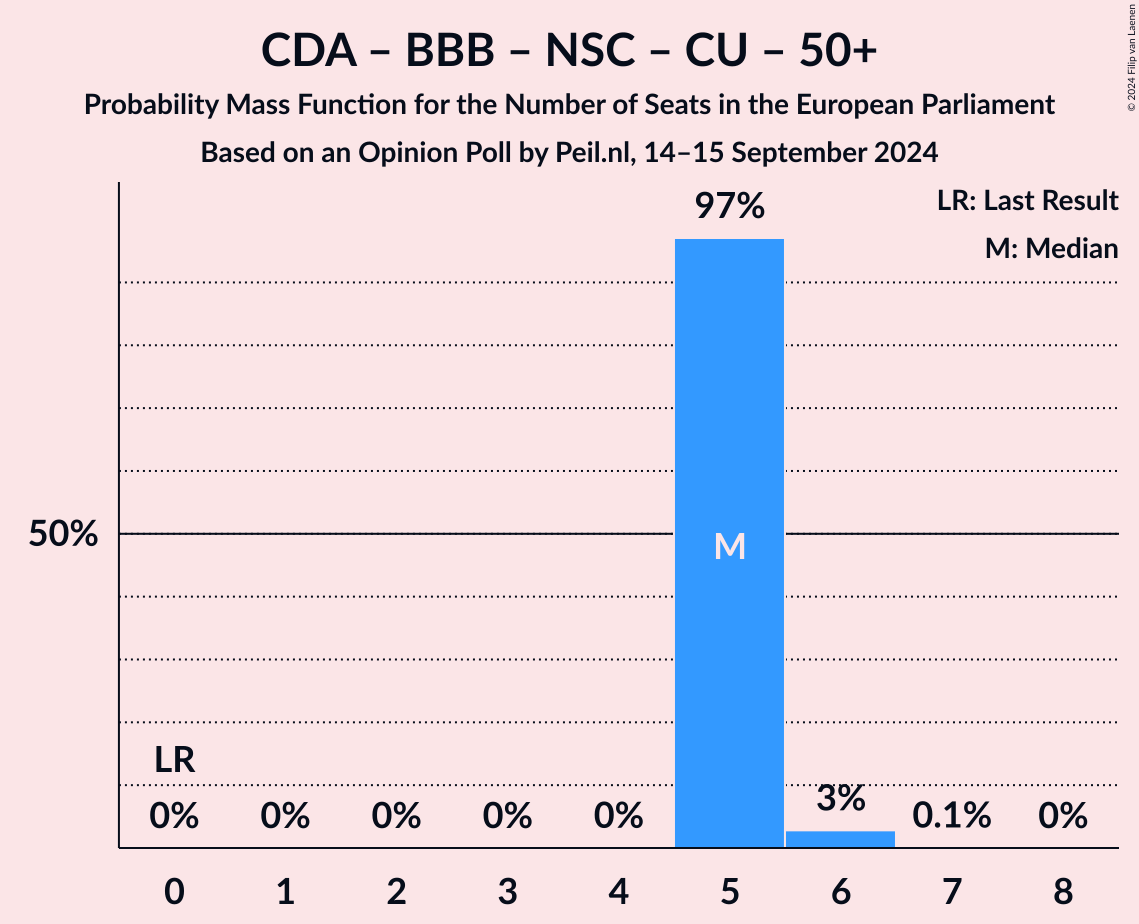 CDA – BBB – NSC – CU – 50+
Probability Mass Function for the Number of Seats in the European Parliament
Based on an Opinion Poll by Peil.nl, 14–15 September 2024
© 2024 Filip van Laenen
LR: Last Result
M: Median
97%
50%
M
LR
0% 0% 0% 0% 0% 3% 0.1% 0%
0 1 2 3 4 5 6 7 8